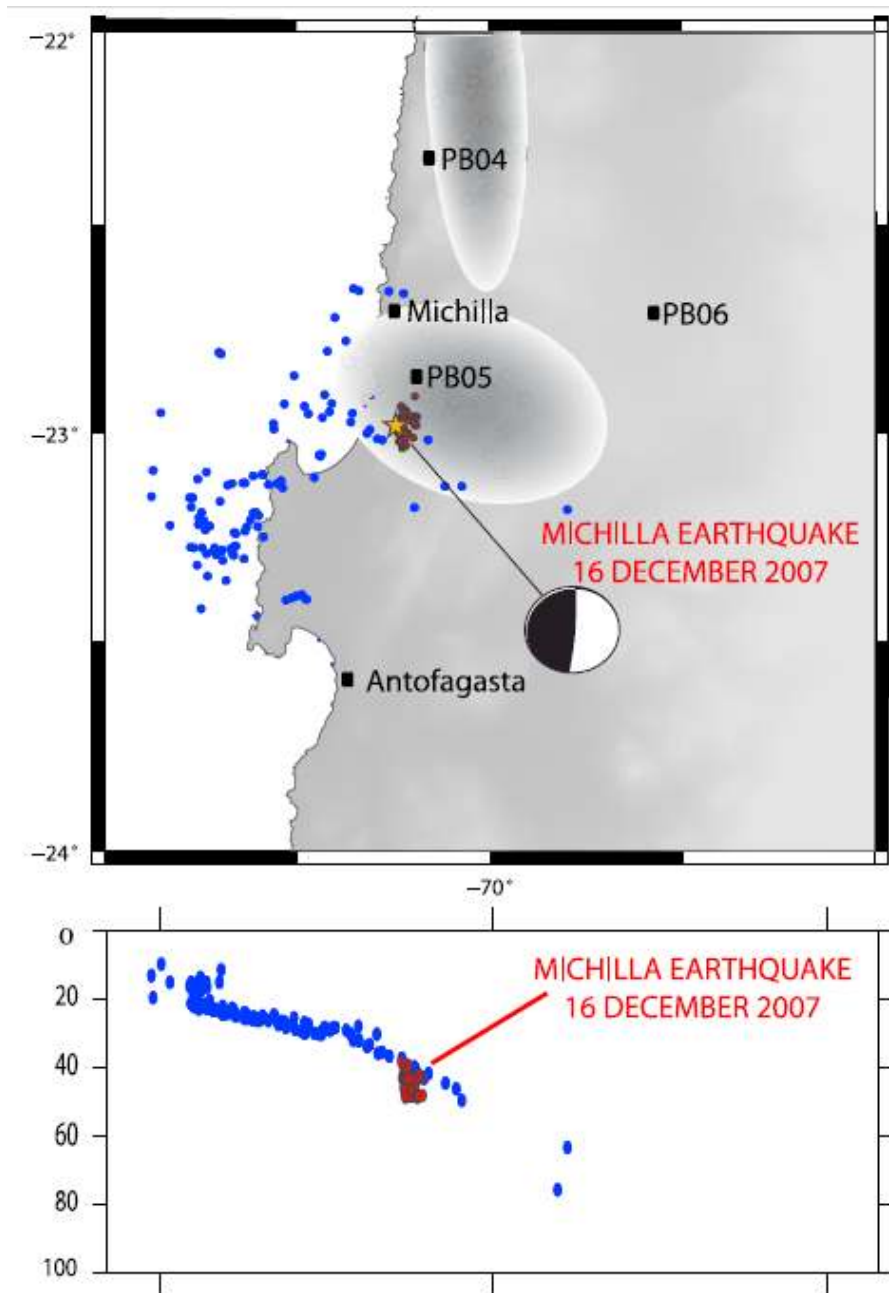 −22°
PB04
Michilla
PB06
PB05
−23°
MICHILLA EARTHQUAKE
16 DECEMBER 2007
Antofagasta
−24°
−70°
0
MICHILLA EARTHQUAKE
16 DECEMBER 2007
20
40
60
80
100